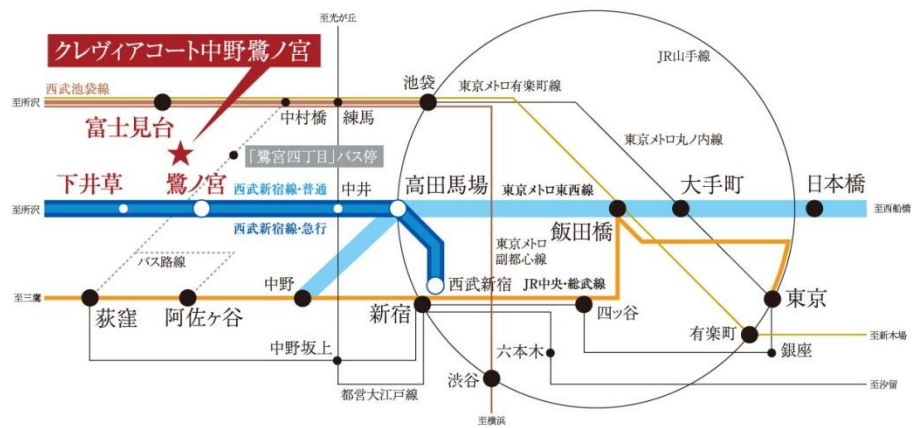 至光が丘
クレヴィアコート中野鷺ノ宮
JR山手線
西武池袋線
池袋
東京メトロ有楽町線
至所沢
中村橋
練馬
富士見台
東京メトロ丸ノ内線
「鷺宮四丁目」バス停
下井草
鷺ノ宮
西武新宿線・普通
中井
高田馬場
東京メトロ東西線
大手町
日本橋
至所沢
至西船橋
西武新宿線・急行
飯田橋
東京メトロ
副都心線
バス路線
中野
西武新宿
JR中央・総武線
至三鷹
荻窪
阿佐ヶ谷
新宿
四ッ谷
東京
有楽町
至新木場
中野坂上
六本木
銀座
渋谷
都営大江戸線
至汐留
至横浜